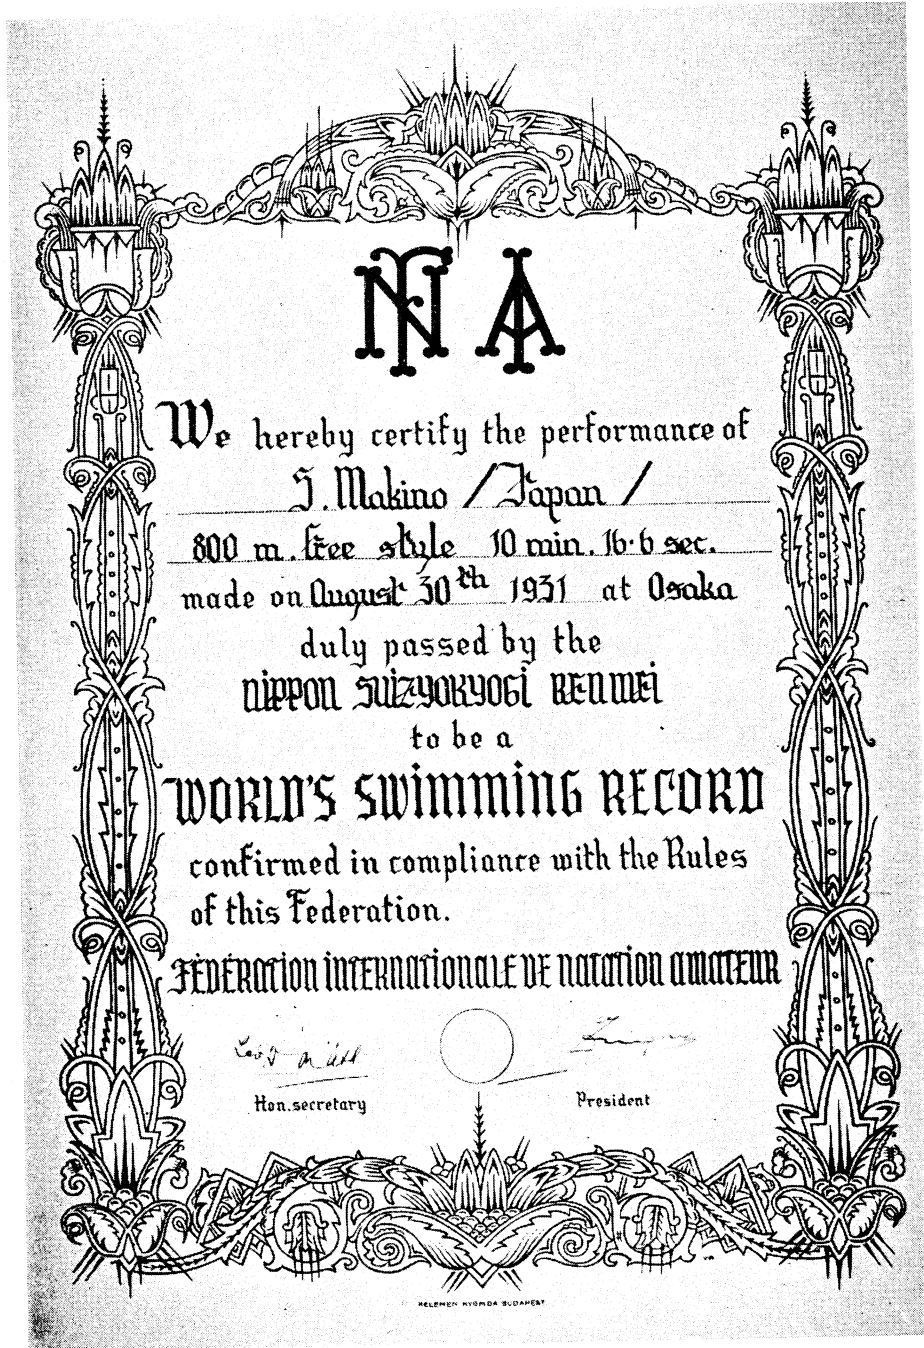 FINA
We hereby certify the performance of
S. Makino / Japan /
800 m. free style 10 min. 16·6 sec.
made on August 30th 1931 at Osaka
duly passed by the
NIPPON SUIZYOKYOGI RENMEI
to be a
WORLD'S SWIMMING RECORD
confirmed in compliance with the Rules
of this Federation.
FÉDÉRATION INTERNATIONALE DE NATATION AMATEUR
Hon. secretary
President
KELEMEN NYOMDA BUDAPEST